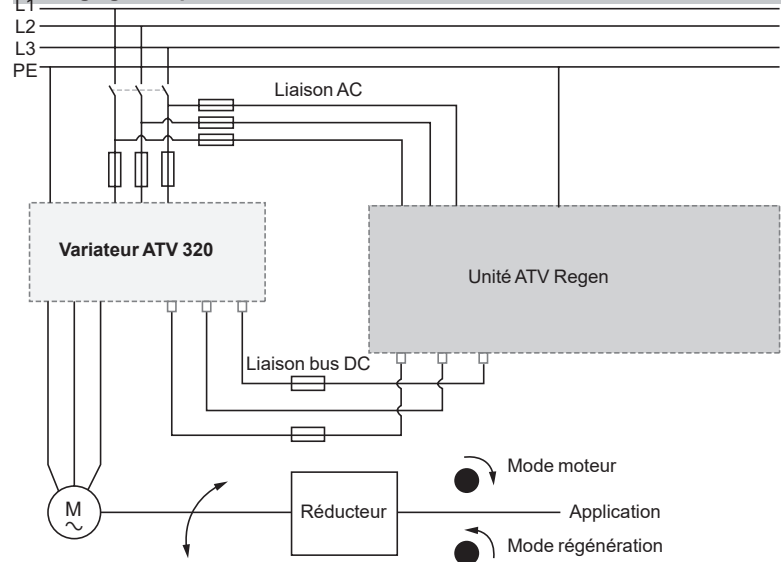 L1
L2
L3
PE
Liaison AC
Variateur ATV 320
Unité ATV Regen
Liaison bus DC
Mode moteur
M
Réducteur
Application
Mode régénération